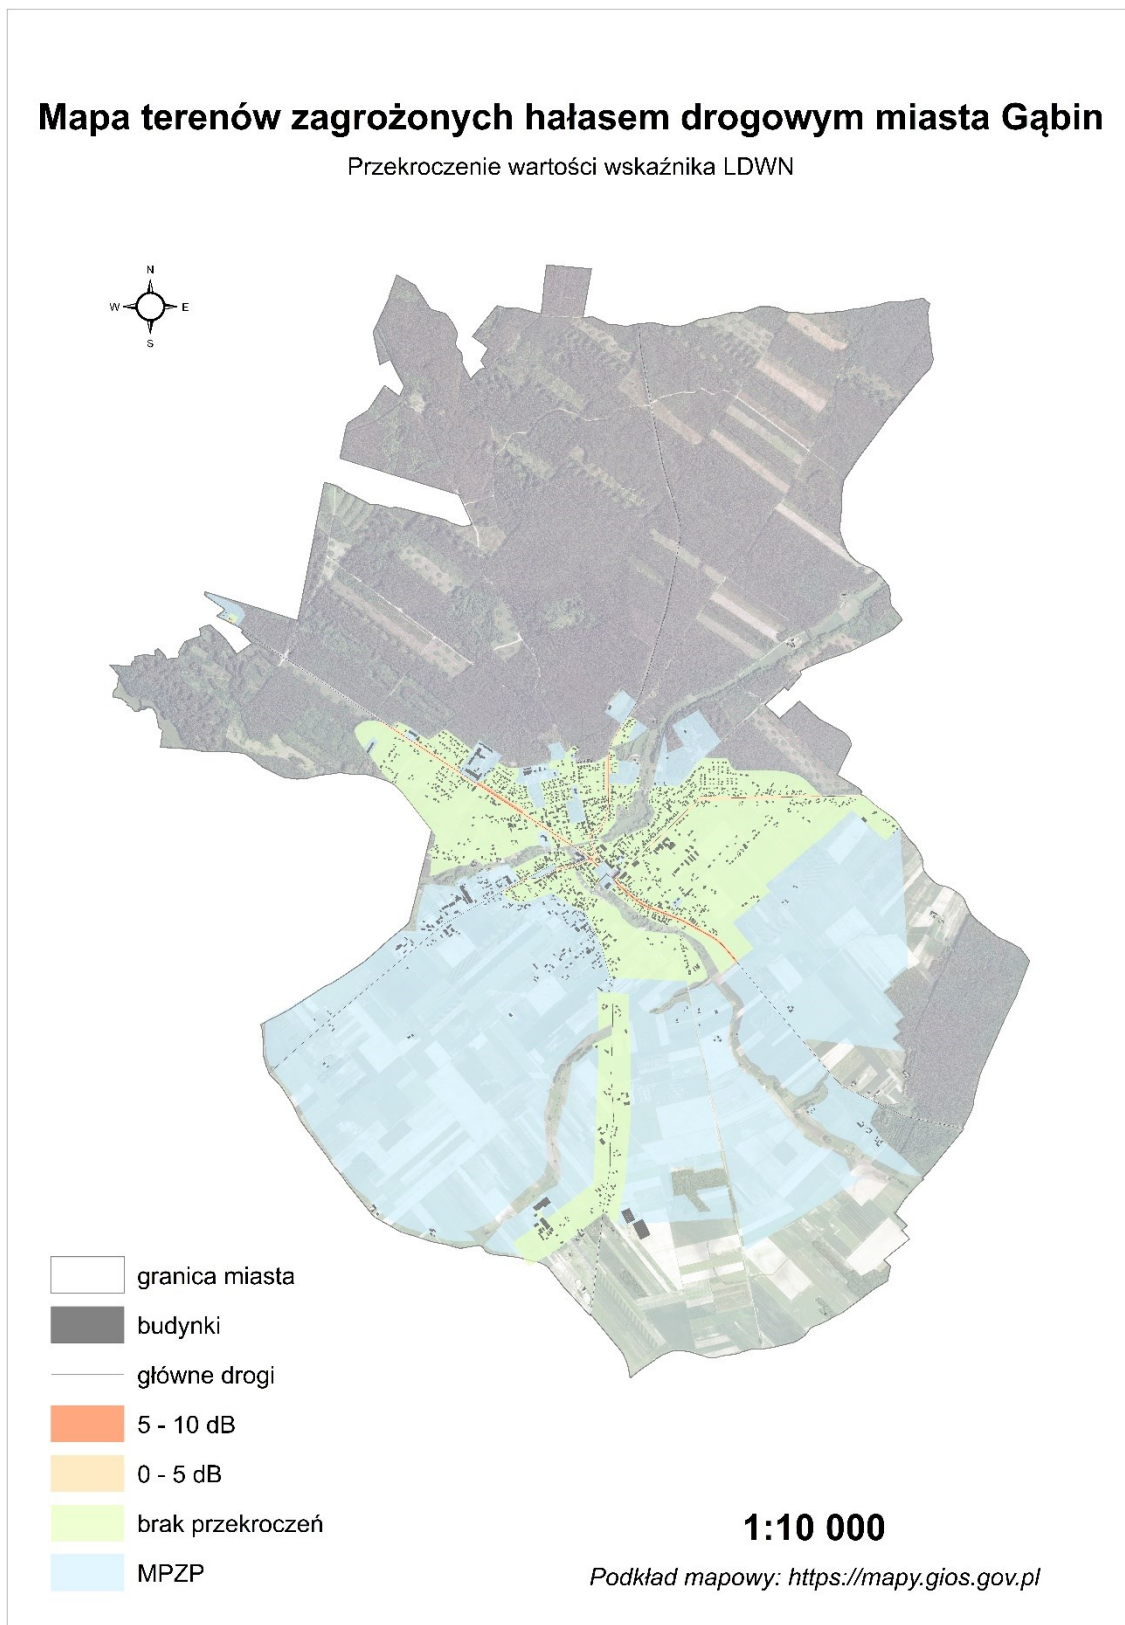 Mapa terenów zagrożonych hałasem drogowym miasta Gąbin
Przekroczenie wartości wskaźnika LDWN
N
W E
S
granica miasta
budynki
główne drogi
5 - 10 dB
0 - 5 dB
brak przekroczeń
MPZP
1:10 000
Podkład mapowy: https://mapy.gios.gov.pl